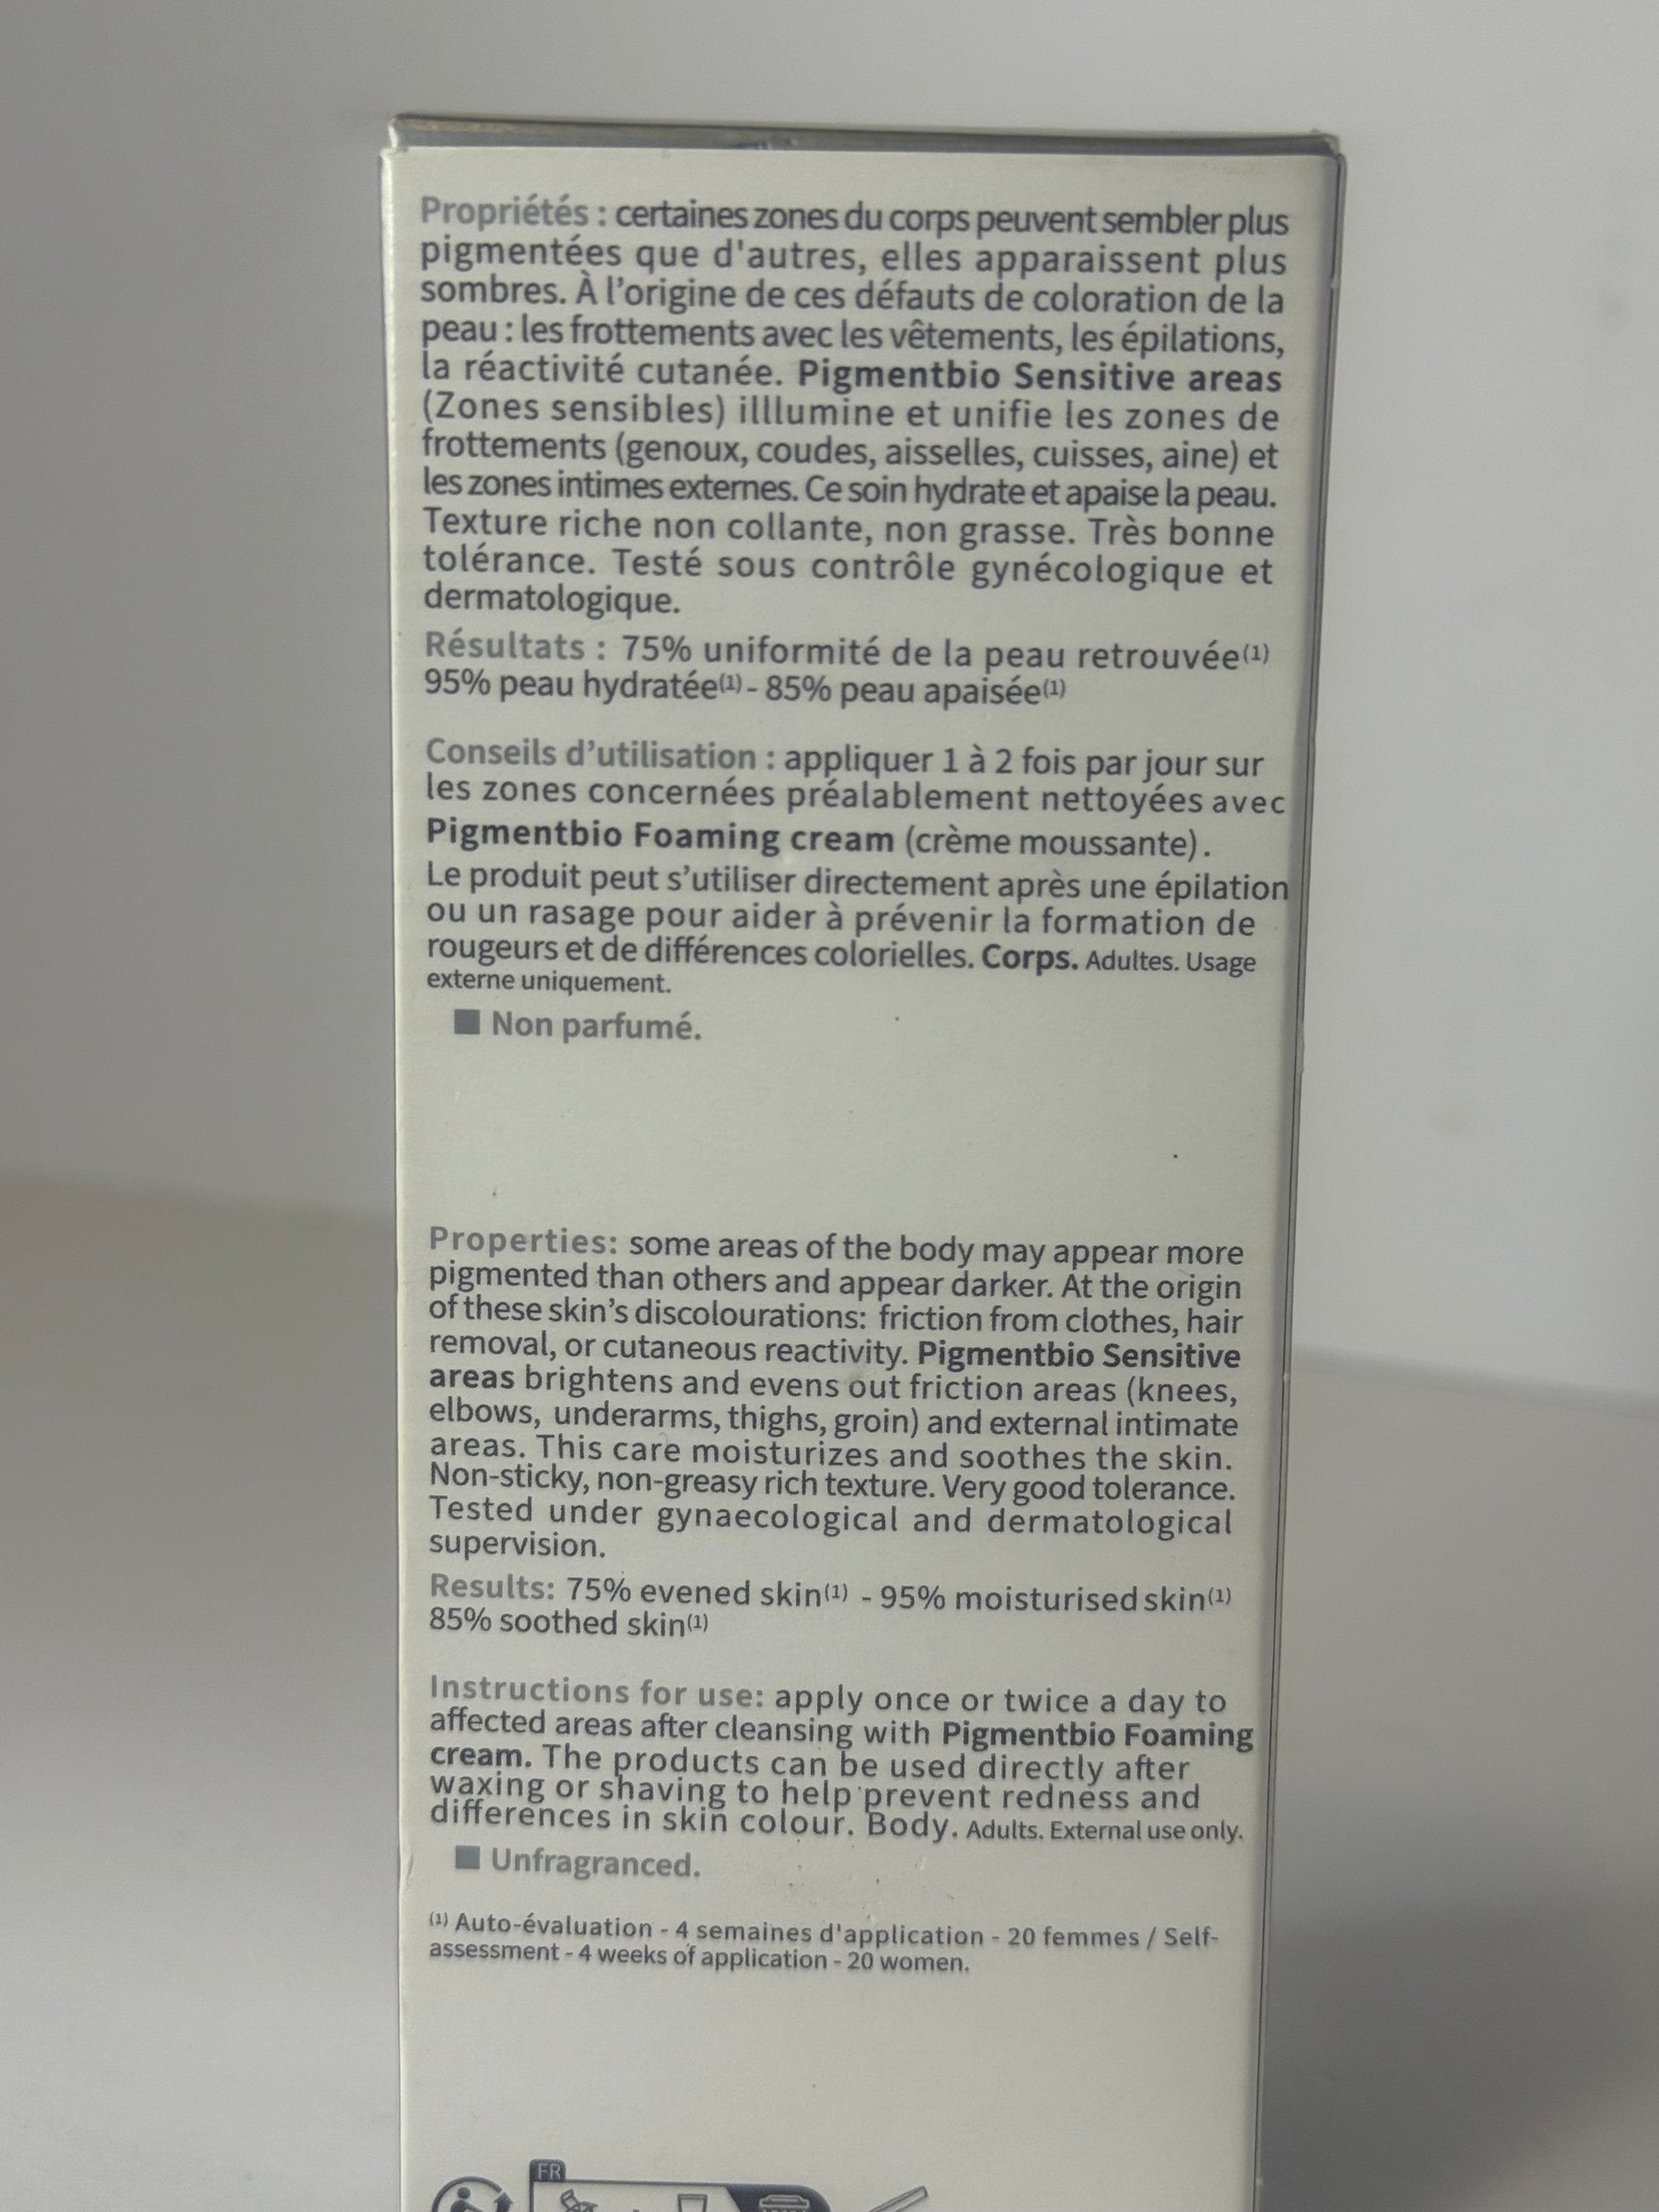 Propriétés : certaines zones du corps peuvent sembler plus
pigmentées que d'autres, elles apparaissent plus
sombres. À l'origine de ces défauts de coloration de la
peau : les frottements avec les vêtements, les épilations,
la réactivité cutanée. Pigmentbio Sensitive areas
(Zones sensibles) illlumine et unifie les zones de
frottements (genoux, coudes, aisselles, cuisses, aine) et
les zones intimes externes. Ce soin hydrate et apaise la peau.
Texture riche non collante, non grasse. Très bonne
tolérance. Testé sous contrôle gynécologique et
dermatologique.
Résultats : 75% uniformité de la peau retrouvée(1)
95% peau hydratée(1) - 85% peau apaisée(1)
Conseils d'utilisation : appliquer 1 à 2 fois par jour sur
les zones concernées préalablement nettoyées avec
Pigmentbio Foaming cream (crème moussante).
Le produit peut s'utiliser directement après une épilation
ou un rasage pour aider à prévenir la formation de
rougeurs et de différences colorielles. Corps. Adultes. Usage
externe uniquement.
■ Non parfumé.
Properties: some areas of the body may appear more
pigmented than others and appear darker. At the origin
of these skin's discolourations: friction from clothes, hair
removal, or cutaneous reactivity. Pigmentbio Sensitive
areas brightens and evens out friction areas (knees,
elbows, underarms, thighs, groin) and external intimate
areas. This care moisturizes and soothes the skin.
Non-sticky, non-greasy rich texture. Very good tolerance.
Tested under gynaecological and dermatological
supervision.
Results: 75% evened skin(1) - 95% moisturised skin(1)
85% soothed skin(1)
Instructions for use: apply once or twice a day to
affected areas after cleansing with Pigmentbio Foaming
cream. The products can be used directly after
waxing or shaving to help prevent redness and
differences in skin colour. Body. Adults. External use only.
■ Unfragranced.
(1) Auto-évaluation - 4 semaines d'application - 20 femmes / Self-
assessment - 4 weeks of application - 20 women.
FR